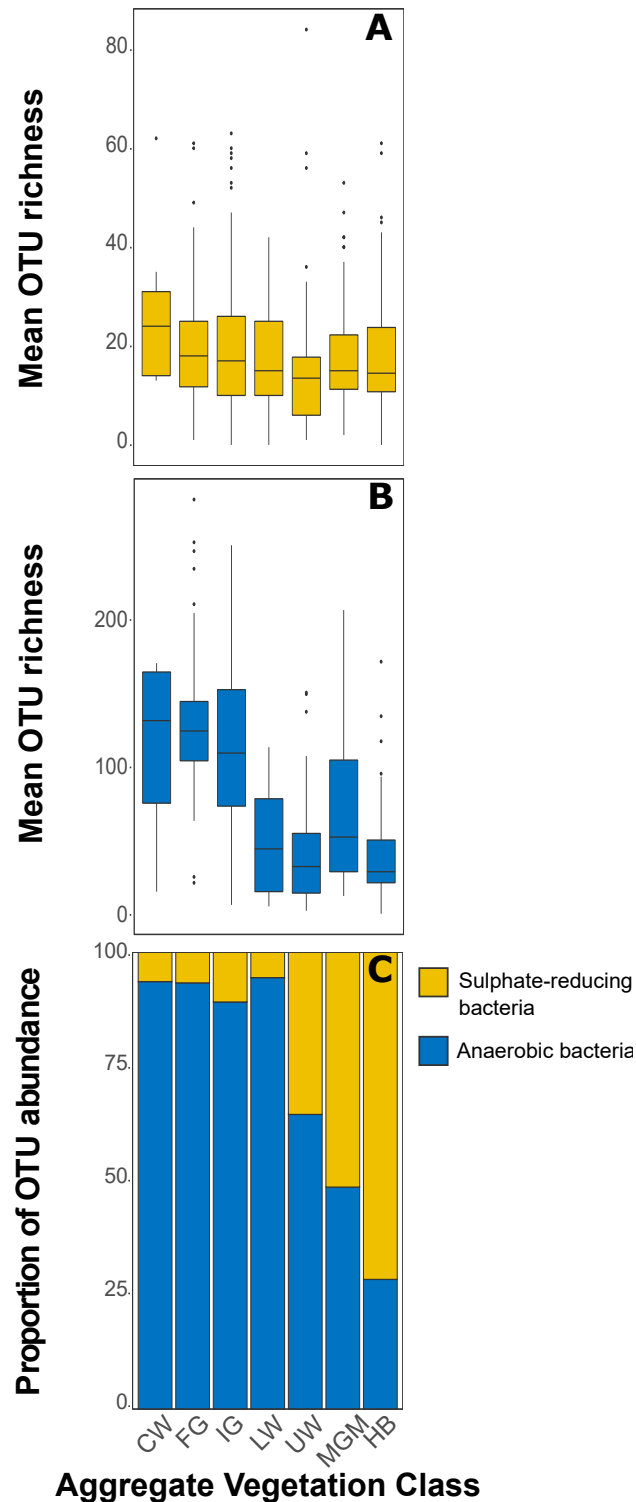 A
Mean OTU richness
80
60
40
20
0
B
Mean OTU richness
200
100
0
C
Proportion of OTU abundance
100
75
50
25
0
Sulphate-reducing
bacteria
Anaerobic bacteria
CW
FG
IG
LW
UW
MGM
HB
Aggregate Vegetation Class